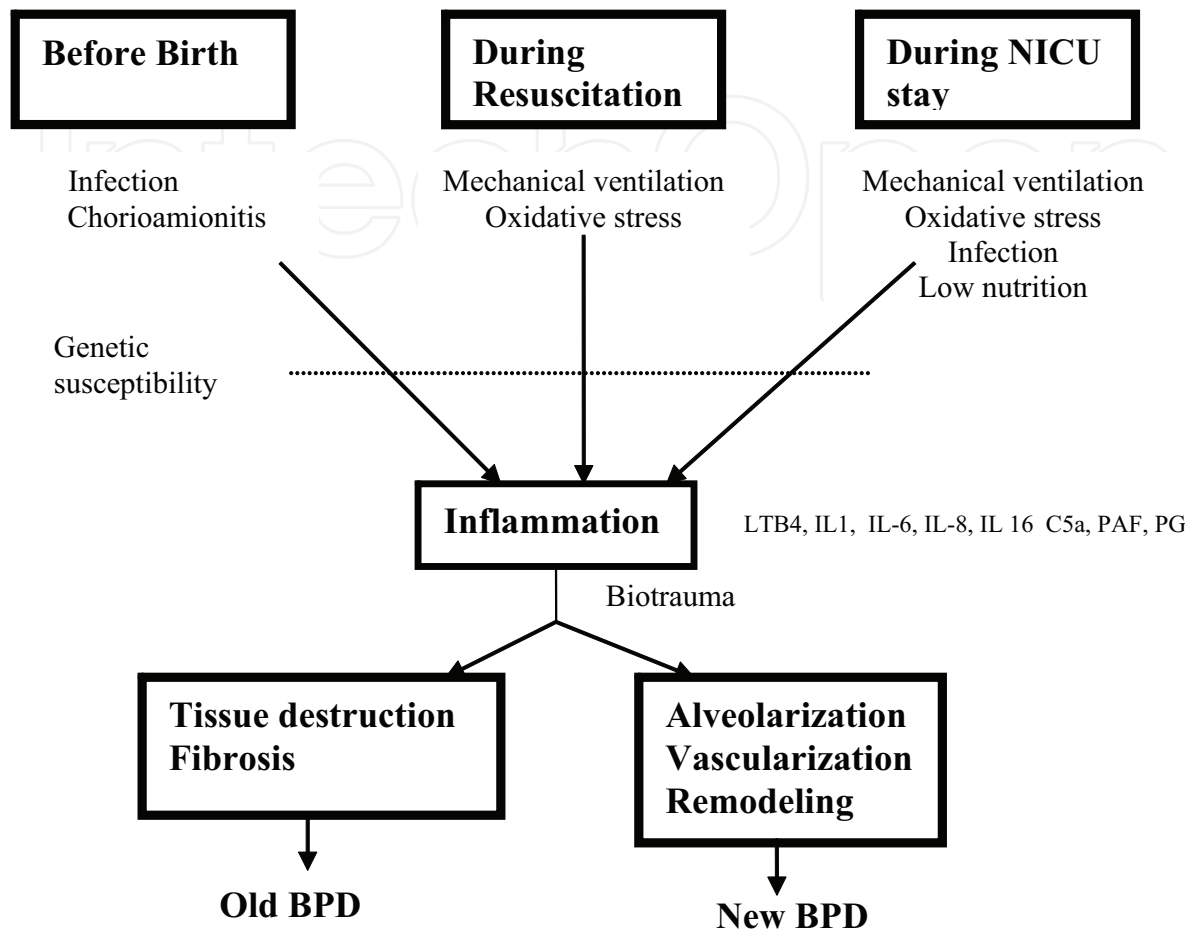 Before Birth
During
Resuscitation
During NICU
stay
IntechOpen
Infection
Chorioamionitis
Mechanical ventilation
Oxidative stress
Mechanical ventilation
Oxidative stress
Infection
Low nutrition
Genetic
susceptibility
Inflammation
LTB4, IL1, IL-6, IL-8, IL 16 C5a, PAF, PG
Biotrauma
Tissue destruction
Fibrosis
Alveolarization
Vascularization
Remodeling
Old BPD
New BPD